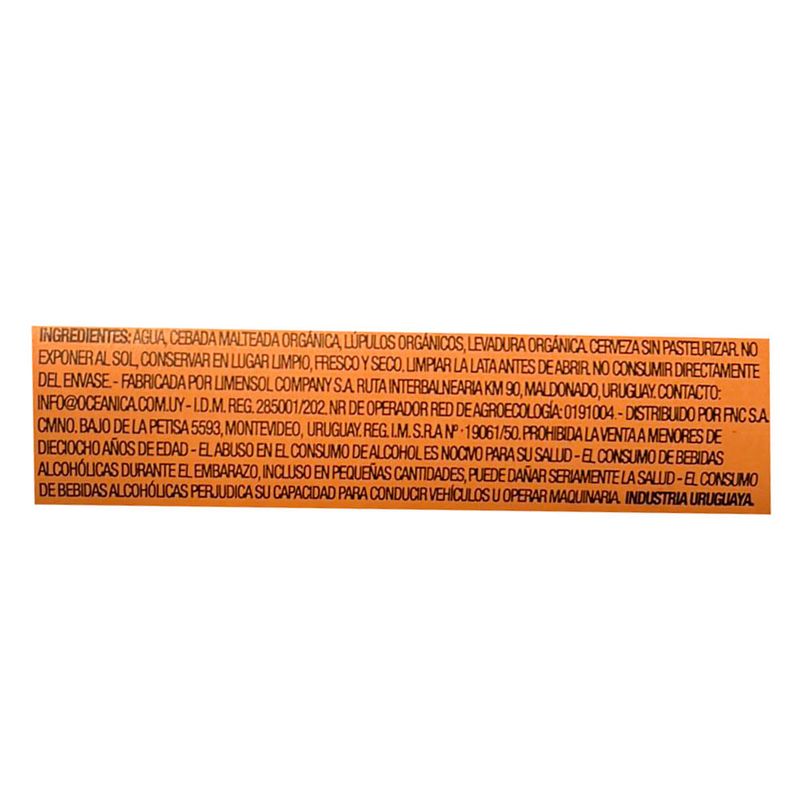 INGREDIENTES: AGUA, CEBADA MALTEADA ORGÁNICA, LÚPULOS ORGÁNICOS, LEVADURA ORGÁNICA. CERVEZA SIN PASTEURIZAR. NO
EXPONER AL SOL, CONSERVAR EN LUGAR LIMPIO, FRESCO Y SECO. LIMPIAR LA LATA ANTES DE ABRIR. NO CONSUMIR DIRECTAMENTE
DEL ENVASE. - FABRICADA POR LIMENSOL COMPANY S.A. RUTA INTERBALNEARIA KM 90, MALDONADO, URUGUAY. CONTACTO:
INFO@OCEANICA.COM.UY - I.D.M. REG. 285001/202. NR DE OPERADOR RED DE AGROECOLOGÍA: 0191004. - DISTRIBUIDO POR FNC S.A.
CMNO. BAJO DE LA PETISA 5593, MONTEVIDEO, URUGUAY. REG. I.M. S.R.A Nº · 19061/50. PROHIBIDA LA VENTA A MENORES DE
DIECIOCHO AÑOS DE EDAD - EL ABUSO EN EL CONSUMO DE ALCOHOL ES NOCIVO PARA SU SALUD - EL CONSUMO DE BEBIDAS
ALCOHÓLICAS DURANTE EL EMBARAZO, INCLUSO EN PEQUEÑAS CANTIDADES, PUEDE DAÑAR SERIAMENTE LA SALUD - EL CONSUMO
DE BEBIDAS ALCOHÓLICAS PERJUDICA SU CAPACIDAD PARA CONDUCIR VEHÍCULOS U OPERAR MAQUINARIA. INDUSTRIA URUGUAYA.